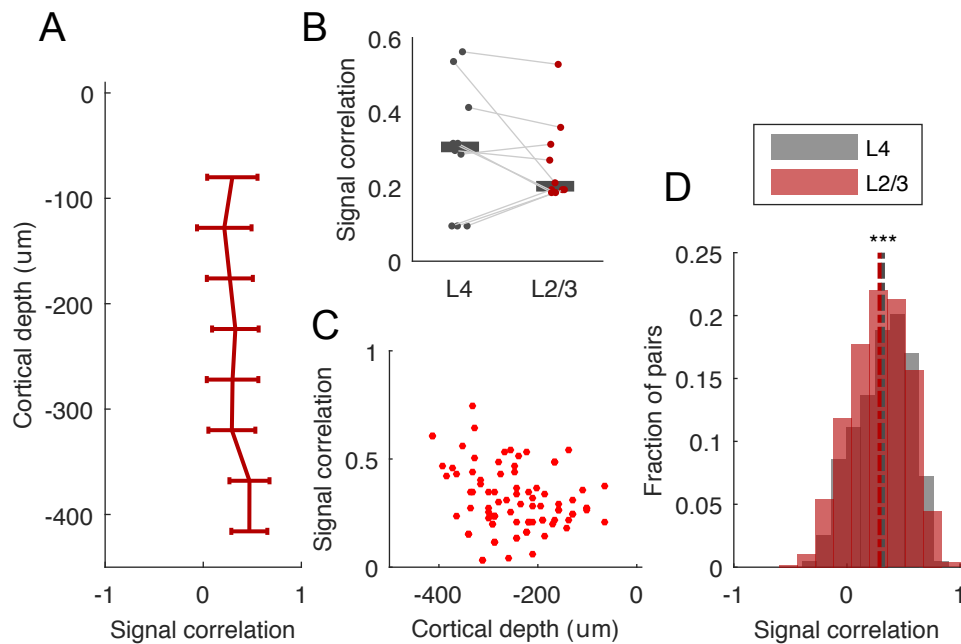 A
0
-100
-200
-300
-400
Cortical depth (um)
-1
0
1
Signal correlation
B
0.6
0.4
0.2
0
Signal correlation
L4
L2/3
C
1
0.5
0
Signal correlation
-400
-200
0
Cortical depth (um)
L4
L2/3
D
***
0.25
0.2
0.15
0.1
0.05
0
Fraction of pairs
-1
0
1
Signal correlation